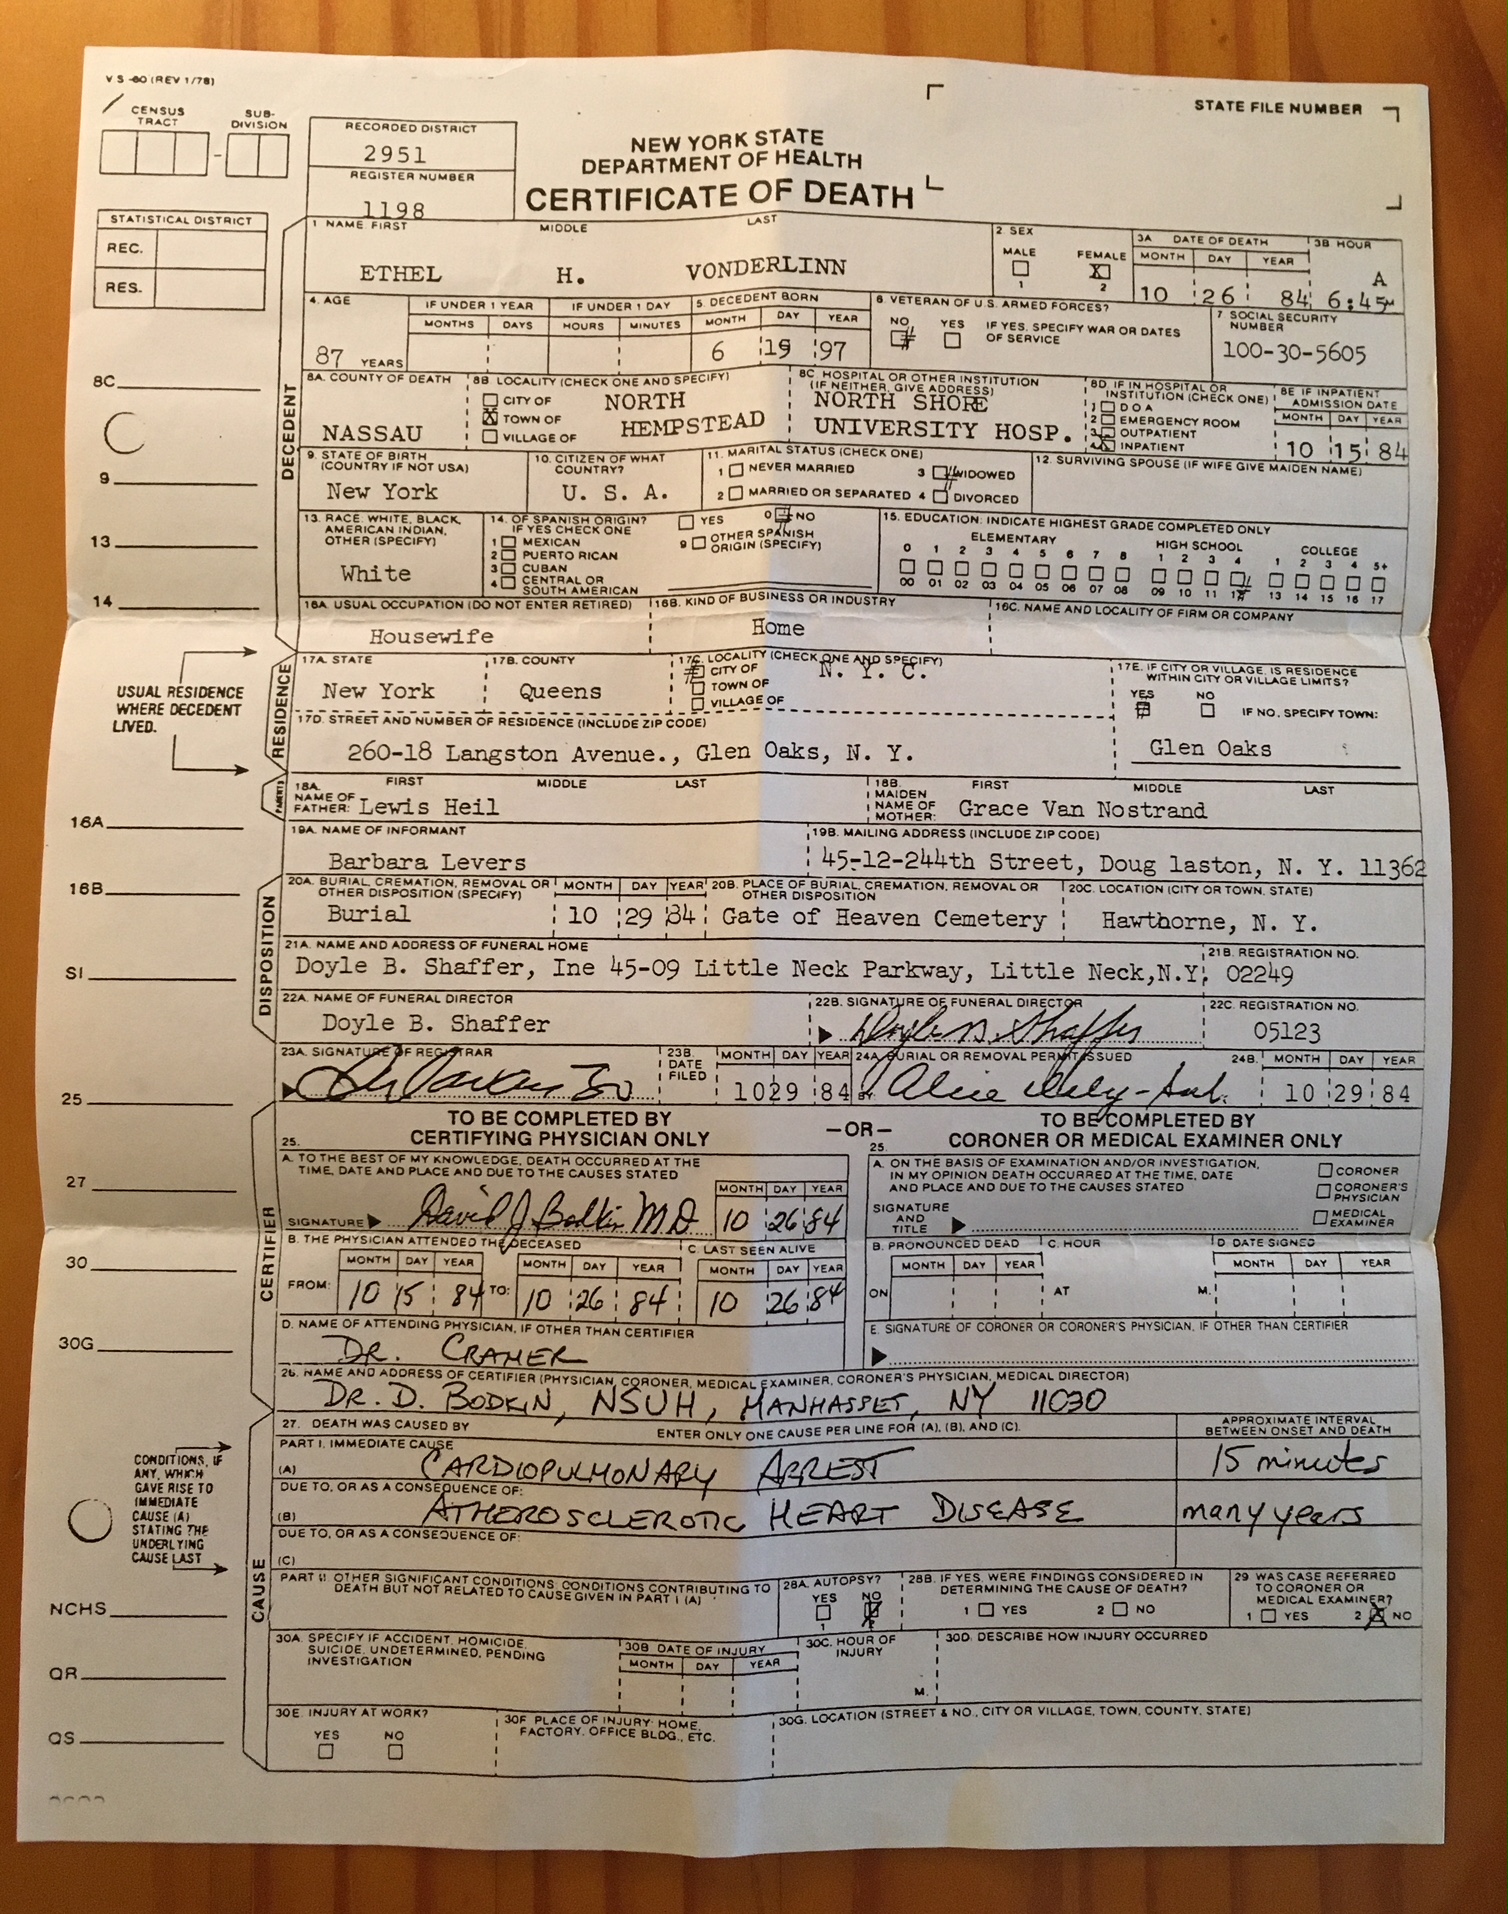 V S -60 (REV 1/78)
STATE FILE NUMBER
CENSUS TRACT
SUB-DIVISION
RECORDED DISTRICT
2951
REGISTER NUMBER
1198
NEW YORK STATE
DEPARTMENT OF HEALTH
CERTIFICATE OF DEATH
STATISTICAL DISTRICT
REC.
RES.
DECEDENT
1. NAME: FIRST MIDDLE LAST
ETHEL H. VONDERLINN
2. SEX
MALE FEMALE
1 X 2
3A DATE OF DEATH
MONTH DAY YEAR
10 26 84
3B HOUR
A
6:45 M
4. AGE
87 YEARS
IF UNDER 1 YEAR
MONTHS DAYS
IF UNDER 1 DAY
HOURS MINUTES
5. DECEDENT BORN
MONTH DAY YEAR
6 19 97
6. VETERAN OF U.S. ARMED FORCES?
NO YES
IF YES, SPECIFY WAR OR DATES
OF SERVICE
7. SOCIAL SECURITY
NUMBER
100-30-5605
8A. COUNTY OF DEATH
NASSAU
8B. LOCALITY (CHECK ONE AND SPECIFY)
CITY OF NORTH
X TOWN OF HEMPSTEAD
VILLAGE OF
8C. HOSPITAL OR OTHER INSTITUTION
(IF NEITHER, GIVE ADDRESS)
NORTH SHORE
UNIVERSITY HOSP.
8D. IF IN HOSPITAL OR
INSTITUTION (CHECK ONE)
1 D O A
2 EMERGENCY ROOM
3 OUTPATIENT
4 INPATIENT
8E IF INPATIENT
ADMISSION DATE
MONTH DAY YEAR
10 15 84
9. STATE OF BIRTH
(COUNTRY IF NOT USA)
New York
10. CITIZEN OF WHAT
COUNTRY?
U. S. A.
11. MARITAL STATUS (CHECK ONE)
1 NEVER MARRIED 3 WIDOWED
2 MARRIED OR SEPARATED 4 DIVORCED
12. SURVIVING SPOUSE (IF WIFE GIVE MAIDEN NAME)
13. RACE: WHITE, BLACK,
AMERICAN INDIAN,
OTHER (SPECIFY)
White
14. OF SPANISH ORIGIN?
IF YES CHECK ONE
YES 0 NO
1 MEXICAN
2 PUERTO RICAN
3 CUBAN
4 CENTRAL OR
SOUTH AMERICAN
9 OTHER SPANISH
ORIGIN (SPECIFY)
15. EDUCATION: INDICATE HIGHEST GRADE COMPLETED ONLY
ELEMENTARY HIGH SCHOOL COLLEGE
0 1 2 3 4 5 6 7 8 1 2 3 4 1 2 3 4 5+
00 01 02 03 04 05 06 07 08 09 10 11 12 13 14 15 16 17
16A. USUAL OCCUPATION (DO NOT ENTER RETIRED)
Housewife
16B. KIND OF BUSINESS OR INDUSTRY
Home
16C. NAME AND LOCALITY OF FIRM OR COMPANY
8C
9
13
14
USUAL RESIDENCE
WHERE DECEDENT
LIVED.
RESIDENCE
17A. STATE
New York
17B. COUNTY
Queens
17C. LOCALITY (CHECK ONE AND SPECIFY)
CITY OF N. Y. C.
TOWN OF
VILLAGE OF
17E. IF CITY OR VILLAGE, IS RESIDENCE
WITHIN CITY OR VILLAGE LIMITS?
YES NO
IF NO, SPECIFY TOWN:
Glen Oaks
17D. STREET AND NUMBER OF RESIDENCE (INCLUDE ZIP CODE)
260-18 Langston Avenue., Glen Oaks, N. Y.
PARENTS
18A. NAME OF FATHER: FIRST MIDDLE LAST
Lewis Heil
18B. MAIDEN NAME OF MOTHER: FIRST MIDDLE LAST
Grace Van Nostrand
16A
19A. NAME OF INFORMANT
Barbara Levers
19B. MAILING ADDRESS (INCLUDE ZIP CODE)
45-12-244th Street, Doug laston, N. Y. 11362
16B
DISPOSITION
20A. BURIAL, CREMATION, REMOVAL OR
OTHER DISPOSITION (SPECIFY)
Burial
MONTH DAY YEAR
10 29 84
20B. PLACE OF BURIAL, CREMATION, REMOVAL OR
OTHER DISPOSITION
Gate of Heaven Cemetery
20C. LOCATION (CITY OR TOWN, STATE)
Hawthorne, N. Y.
SI
21A. NAME AND ADDRESS OF FUNERAL HOME
Doyle B. Shaffer, Ine 45-09 Little Neck Parkway, Little Neck,N.Y.
21B. REGISTRATION NO.
02249
22A. NAME OF FUNERAL DIRECTOR
Doyle B. Shaffer
22B. SIGNATURE OF FUNERAL DIRECTOR
Doyle B. Shaffer
22C. REGISTRATION NO.
05123
25
23A. SIGNATURE OF REGISTRAR
23B. DATE FILED
MONTH DAY YEAR
10 29 84
24A. BURIAL OR REMOVAL PERMIT ISSUED
BY Alice
24B. MONTH DAY YEAR
10 29 84
CERTIFIER
TO BE COMPLETED BY
CERTIFYING PHYSICIAN ONLY
—OR—
TO BE COMPLETED BY
CORONER OR MEDICAL EXAMINER ONLY
25.
A. TO THE BEST OF MY KNOWLEDGE, DEATH OCCURRED AT THE
TIME, DATE AND PLACE AND DUE TO THE CAUSES STATED
SIGNATURE David J Bodkin MD
MONTH DAY YEAR
10 26 84
25.
A. ON THE BASIS OF EXAMINATION AND/OR INVESTIGATION,
IN MY OPINION DEATH OCCURRED AT THE TIME, DATE
AND PLACE AND DUE TO THE CAUSES STATED
SIGNATURE AND TITLE
CORONER
CORONER'S PHYSICIAN
MEDICAL EXAMINER
27
B. THE PHYSICIAN ATTENDED THE DECEASED
FROM: MONTH DAY YEAR
10 15 84
TO: MONTH DAY YEAR
10 26 84
C. LAST SEEN ALIVE
MONTH DAY YEAR
10 26 84
B. PRONOUNCED DEAD
MONTH DAY YEAR
ON
C. HOUR
AT M.
D. DATE SIGNED
MONTH DAY YEAR
30
D. NAME OF ATTENDING PHYSICIAN, IF OTHER THAN CERTIFIER
DR. CRAMER
E. SIGNATURE OF CORONER OR CORONER'S PHYSICIAN, IF OTHER THAN CERTIFIER
30G
26. NAME AND ADDRESS OF CERTIFIER (PHYSICIAN, CORONER, MEDICAL EXAMINER, CORONER'S PHYSICIAN, MEDICAL DIRECTOR)
DR. D. BODKIN, NSUH, MANHASSET, NY 11030
CAUSE
27. DEATH WAS CAUSED BY ENTER ONLY ONE CAUSE PER LINE FOR (A), (B), AND (C).
APPROXIMATE INTERVAL
BETWEEN ONSET AND DEATH
PART I. IMMEDIATE CAUSE
(A) CARDIOPULMONARY ARREST 15 minutes
DUE TO, OR AS A CONSEQUENCE OF:
(B) ATHEROSCLEROTIC HEART DISEASE many years
DUE TO, OR AS A CONSEQUENCE OF:
(C)
CONDITIONS, IF
ANY, WHICH
GAVE RISE TO
IMMEDIATE
CAUSE (A)
STATING THE
UNDERLYING
CAUSE LAST
PART II. OTHER SIGNIFICANT CONDITIONS: CONDITIONS CONTRIBUTING TO
DEATH BUT NOT RELATED TO CAUSE GIVEN IN PART I (A)
28A. AUTOPSY?
YES NO
1
28B. IF YES, WERE FINDINGS CONSIDERED IN
DETERMINING THE CAUSE OF DEATH?
1 YES 2 NO
29 WAS CASE REFERRED
TO CORONER OR
MEDICAL EXAMINER?
1 YES 2 X NO
NCHS
30A. SPECIFY IF ACCIDENT, HOMICIDE,
SUICIDE, UNDETERMINED, PENDING
INVESTIGATION
30B. DATE OF INJURY
MONTH DAY YEAR
30C. HOUR OF
INJURY
M.
30D. DESCRIBE HOW INJURY OCCURRED
QR
30E. INJURY AT WORK?
YES NO
30F. PLACE OF INJURY: HOME,
FACTORY, OFFICE BLDG., ETC.
30G. LOCATION (STREET & NO., CITY OR VILLAGE, TOWN, COUNTY, STATE)
QS